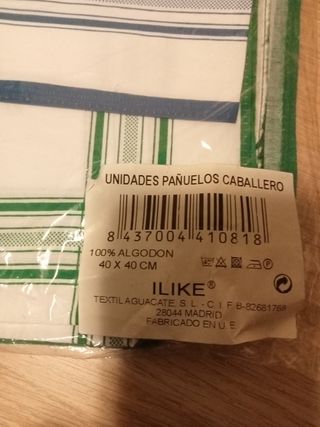 UNIDADES PAÑUELOS CABALLERO
8 437004 410818
100% ALGODON
40 X 40 CM
ILIKE®
TEXTIL AGUACATE, S. L. - C I F B-82681768
28044 MADRID
FABRICADO EN U. E.